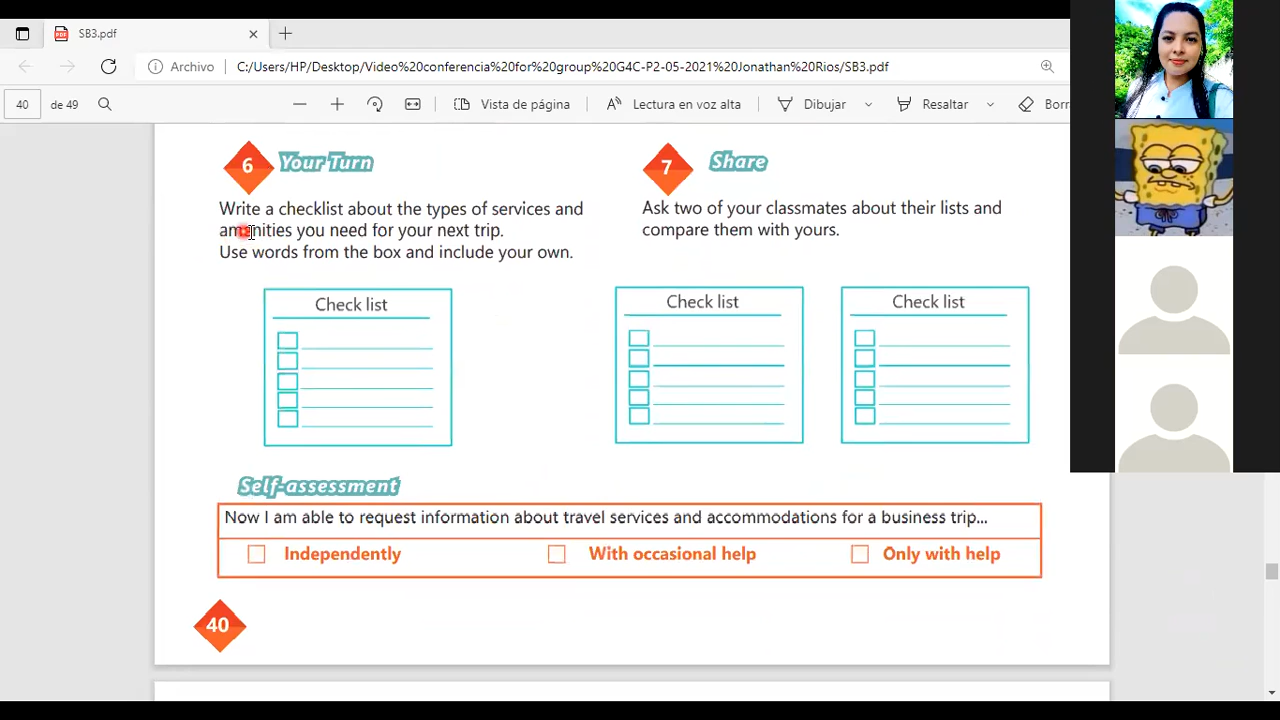 SB3.pdf
Archivo
C:/Users/HP/Desktop/Video%20conferencia%20for%20group%20G4C-P2-05-2021%20Jonathan%20Rios/SB3.pdf
40 de 49
Vista de página
Lectura en voz alta
Dibujar
Resaltar
Borr
6 Your Turn
Write a checklist about the types of services and
amenities you need for your next trip.
Use words from the box and include your own.
Check list
7 Share
Ask two of your classmates about their lists and
compare them with yours.
Check list
Check list
Self-assessment
Now I am able to request information about travel services and accommodations for a business trip...
Independently
With occasional help
Only with help
40